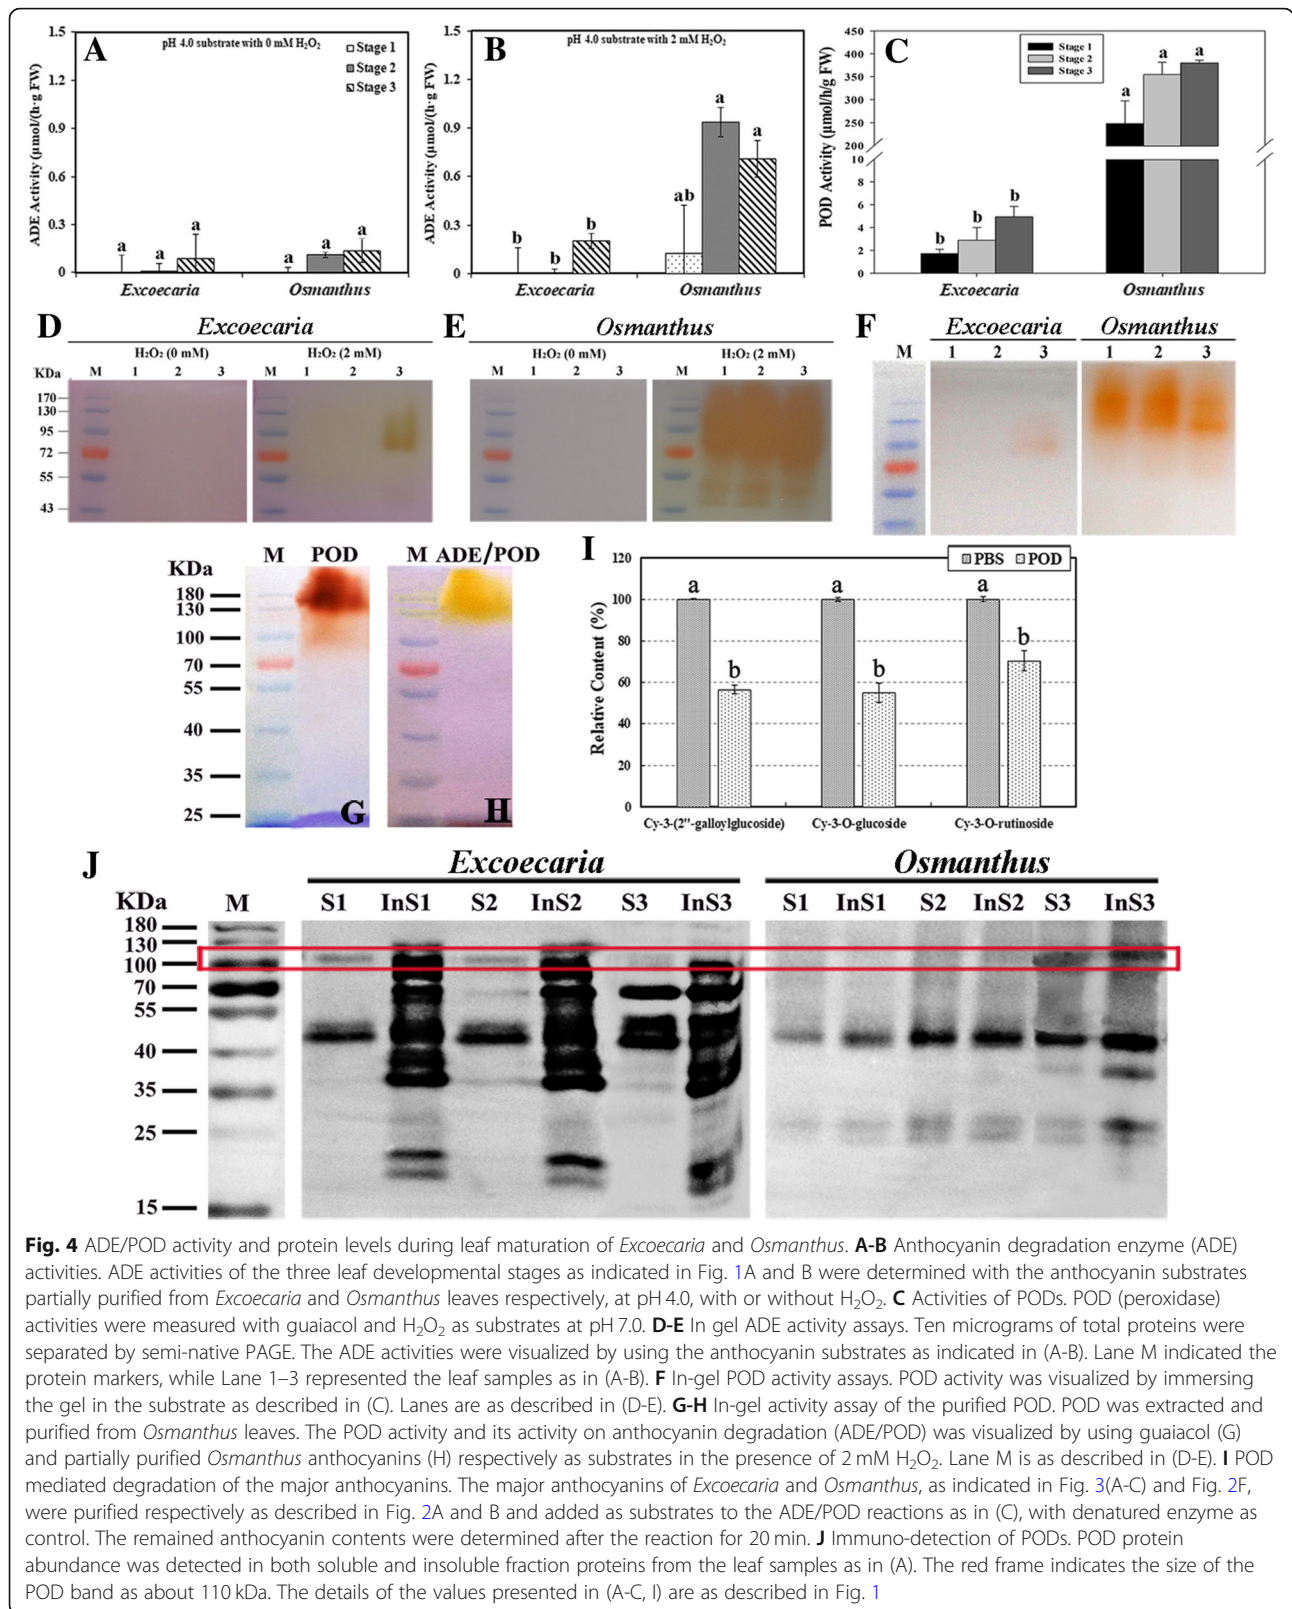 A
pH 4.0 substrate with 0 mM H₂O₂
Stage 1
Stage 2
Stage 3
ADE Activity (µmol/(h·g FW)
1.5
1.2
0.9
0.6
0.3
0
a a a a a a
Excoecaria Osmanthus
B
pH 4.0 substrate with 2 mM H₂O₂
ADE Activity (µmol/(h·g FW)
1.5
1.2
0.9
0.6
0.3
0
b b b ab a a
Excoecaria Osmanthus
C
Stage 1
Stage 2
Stage 3
POD Activity (µmol/h/g FW)
450
400
350
300
250
200
10
8
6
4
2
0
b b b a a a
Excoecaria Osmanthus
D Excoecaria
H₂O₂ (0 mM) H₂O₂ (2 mM)
KDa M 1 2 3 M 1 2 3
170
130
95
72
55
43
E Osmanthus
H₂O₂ (0 mM) H₂O₂ (2 mM)
M 1 2 3 M 1 2 3
F Excoecaria Osmanthus
M 1 2 3 1 2 3
KDa M POD
180
130
100
70
55
40
35
25
G
M ADE/POD
H
I
PBS POD
Relative Content (%)
120
100
80
60
40
20
0
a b a b a b
Cy-3-(2"-galloylglucoside) Cy-3-O-glucoside Cy-3-O-rutinoside
J Excoecaria Osmanthus
KDa M S1 InS1 S2 InS2 S3 InS3 S1 InS1 S2 InS2 S3 InS3
180
130
100
70
55
40
35
25
15
Fig. 4 ADE/POD activity and protein levels during leaf maturation of Excoecaria and Osmanthus. A-B Anthocyanin degradation enzyme (ADE)
activities. ADE activities of the three leaf developmental stages as indicated in Fig. 1A and B were determined with the anthocyanin substrates
partially purified from Excoecaria and Osmanthus leaves respectively, at pH 4.0, with or without H₂O₂. C Activities of PODs. POD (peroxidase)
activities were measured with guaiacol and H₂O₂ as substrates at pH 7.0. D-E In gel ADE activity assays. Ten micrograms of total proteins were
separated by semi-native PAGE. The ADE activities were visualized by using the anthocyanin substrates as indicated in (A-B). Lane M indicated the
protein markers, while Lane 1–3 represented the leaf samples as in (A-B). F In-gel POD activity assays. POD activity was visualized by immersing
the gel in the substrate as described in (C). Lanes are as described in (D-E). G-H In-gel activity assay of the purified POD. POD was extracted and
purified from Osmanthus leaves. The POD activity and its activity on anthocyanin degradation (ADE/POD) was visualized by using guaiacol (G)
and partially purified Osmanthus anthocyanins (H) respectively as substrates in the presence of 2 mM H₂O₂. Lane M is as described in (D-E). I POD
mediated degradation of the major anthocyanins. The major anthocyanins of Excoecaria and Osmanthus, as indicated in Fig. 3(A-C) and Fig. 2F,
were purified respectively as described in Fig. 2A and B and added as substrates to the ADE/POD reactions as in (C), with denatured enzyme as
control. The remained anthocyanin contents were determined after the reaction for 20 min. J Immuno-detection of PODs. POD protein
abundance was detected in both soluble and insoluble fraction proteins from the leaf samples as in (A). The red frame indicates the size of the
POD band as about 110 kDa. The details of the values presented in (A-C, I) are as described in Fig. 1